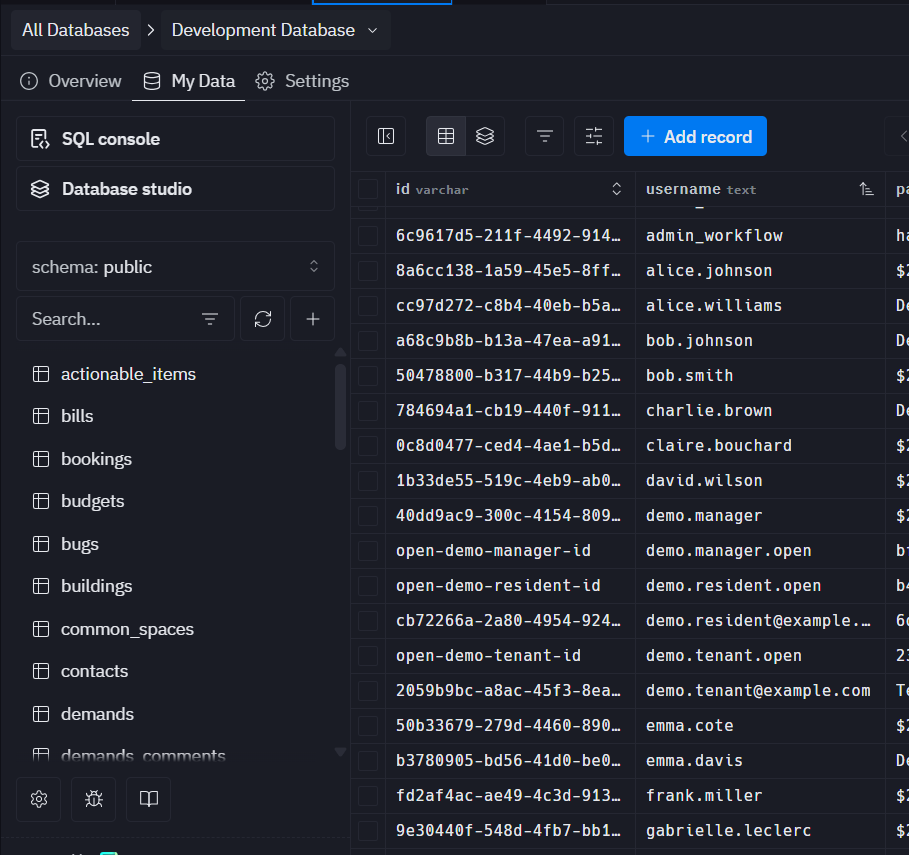 All Databases > Development Database
Overview My Data Settings
SQL console
Database studio
schema: public
Search...
actionable_items
bills
bookings
budgets
bugs
buildings
common_spaces
contacts
demands
demands_comments
Add record
id varchar username text pa
6c9617d5-211f-4492-914… admin_workflow ha
8a6cc138-1a59-45e5-8ff… alice.johnson $2
cc97d272-c8b4-40eb-b5a… alice.williams De
a68c9b8b-b13a-47ea-a91… bob.johnson De
50478800-b317-44b9-b25… bob.smith $2
784694a1-cb19-440f-911… charlie.brown De
0c8d0477-ced4-4ae1-b5d… claire.bouchard $2
1b33de55-519c-4eb9-ab0… david.wilson $2
40dd9ac9-300c-4154-809… demo.manager $2
open-demo-manager-id demo.manager.open
open-demo-resident-id demo.resident.open b4
cb72266a-2a80-4954-924… demo.resident@example.… 6c
open-demo-tenant-id demo.tenant.open 23
2059b9bc-a8ac-45f3-8ea… demo.tenant@example.com Te
50b33679-279d-4460-890… emma.cote $2
b3780905-bd56-41d0-be0… emma.davis De
fd2af4ac-ae49-4c3d-913… frank.miller $2
9e30440f-548d-4fb7-bb1… gabrielle.leclerc $2